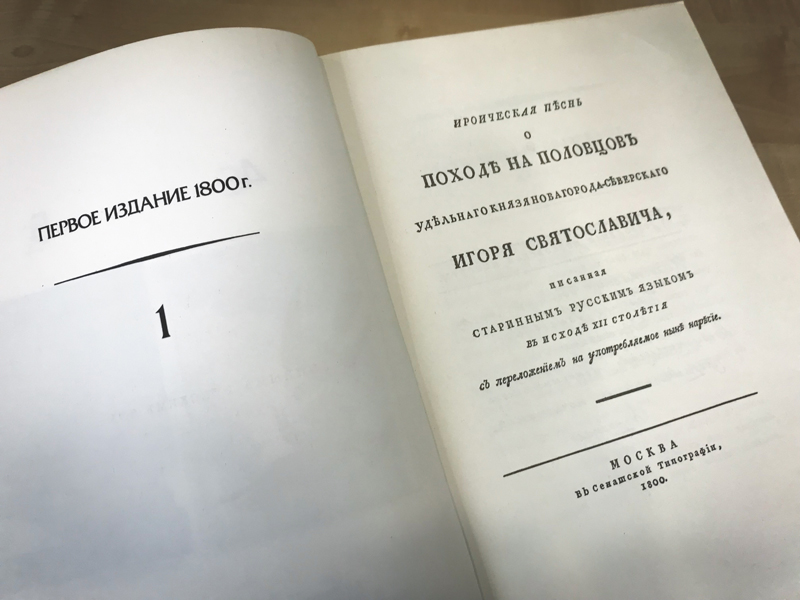 ПЕРВОЕ ИЗДАНИЕ 1800 г.
1
ИРОИЧЕСКАЯ ПѢСНЬ
О
ПОХОДѢ НА ПОЛОВЦОВЪ
УДѢЛЬНАГО КНЯЗЯ НОВАГОРОДА-СѢВЕРСКАГО
ИГОРЯ СВЯТОСЛАВИЧА,
писанная
СТАРИННЫМЪ РУССКИМЪ ЯЗЫКОМЪ
ВЪ ИСХОДѢ XII СТОЛѢТІЯ
съ переложеніемъ на употребляемое нынѣ нарѣчіе.
МОСКВА
Въ Сенатской Типографіи,
1800.